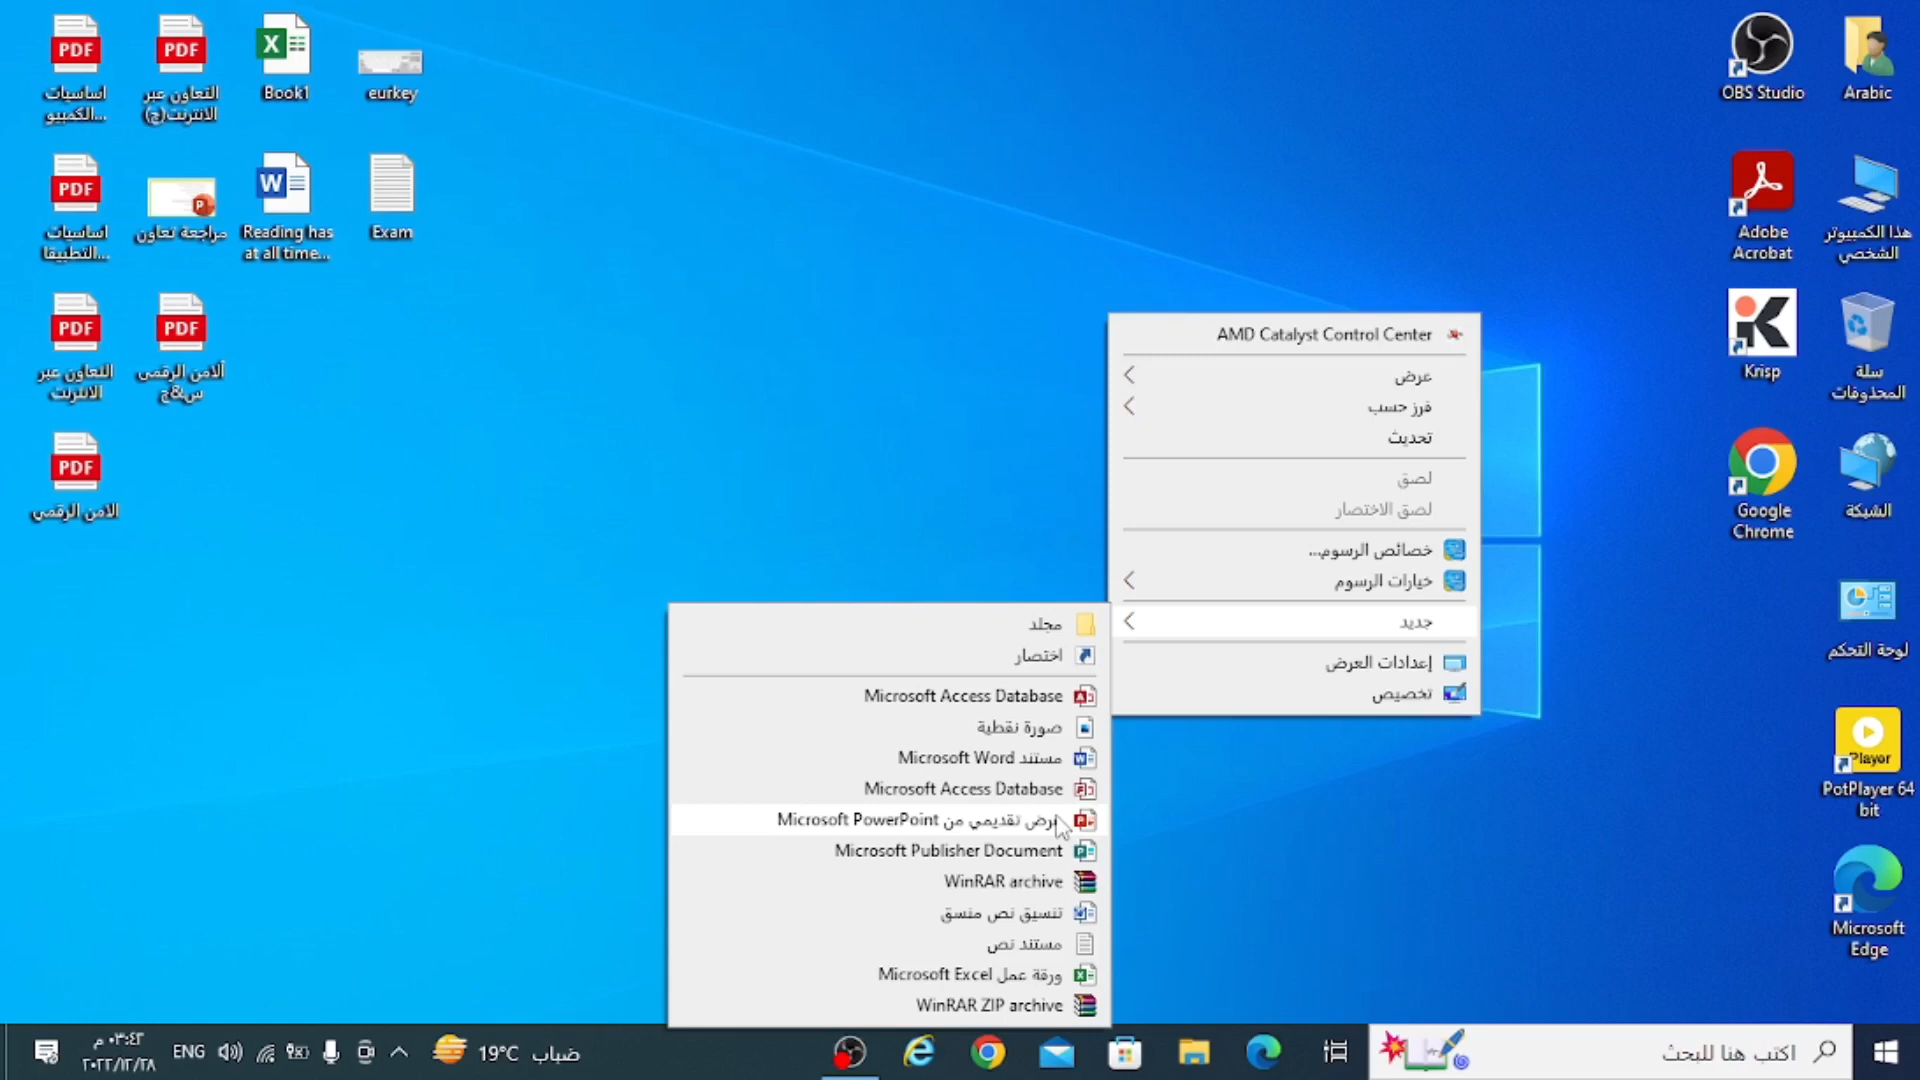 اساسيات
الكمبيو...
التعاون عبر
الانترنت(ج)
Book1
eurkey
OBS Studio
Arabic
اساسيات
التطبيقا...
مراجعة تعاون
Reading has
at all time...
Exam
Adobe
Acrobat
هذا الكمبيوتر
الشخصي
التعاون عبر
الانترنت
ألامن الرقمي
س&ج
Krisp
سلة
المحذوفات
الامن الرقمي
Google
Chrome
الشبكة
لوحة التحكم
PotPlayer 64
bit
Microsoft
Edge
AMD Catalyst Control Center
عرض
فرز حسب
تحديث
لصق
لصق الاختصار
خصائص الرسوم...
خيارات الرسوم
جديد
إعدادات العرض
تخصيص
مجلد
اختصار
Microsoft Access Database
صورة نقطية
مستند Microsoft Word
Microsoft Access Database
عرض تقديمي من Microsoft PowerPoint
Microsoft Publisher Document
WinRAR archive
تنسيق نص منسق
مستند نص
ورقة عمل Microsoft Excel
WinRAR ZIP archive
اكتب هنا للبحث
ضباب 19°C
ENG
٠٣:٤٣ م
٢٠٢٢/١٢/٢٨